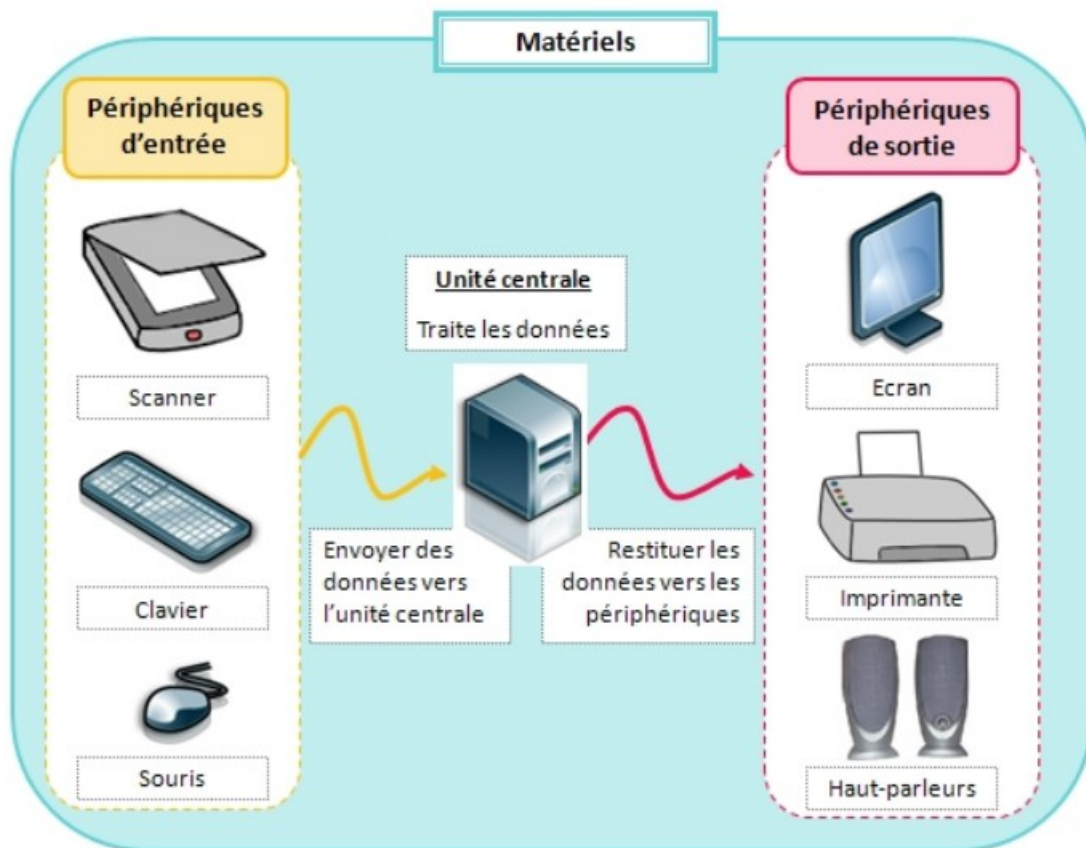 Matériels
Périphériques
d'entrée
Scanner
Clavier
Souris
Unité centrale
Traite les données
Envoyer des
données vers
l'unité centrale
Restituer les
données vers les
périphériques
Périphériques
de sortie
Ecran
Imprimante
Haut-parleurs